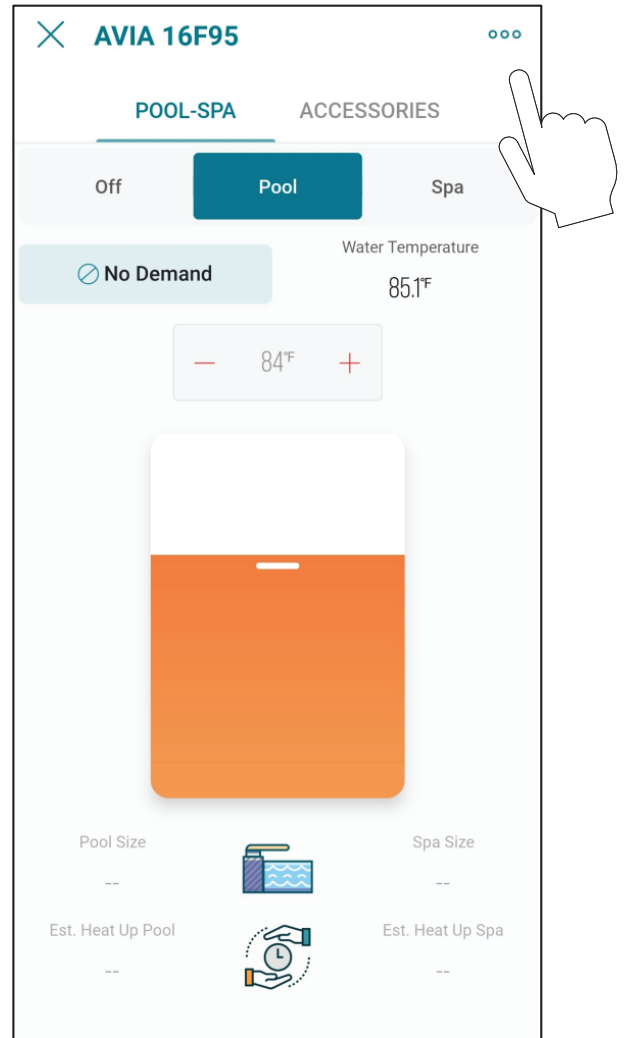 AVIA 16F95
POOL-SPA ACCESSORIES
Off Pool Spa
No Demand
Water Temperature
85.1°F
− 84°F +
Pool Size
--
Spa Size
--
Est. Heat Up Pool
--
Est. Heat Up Spa
--